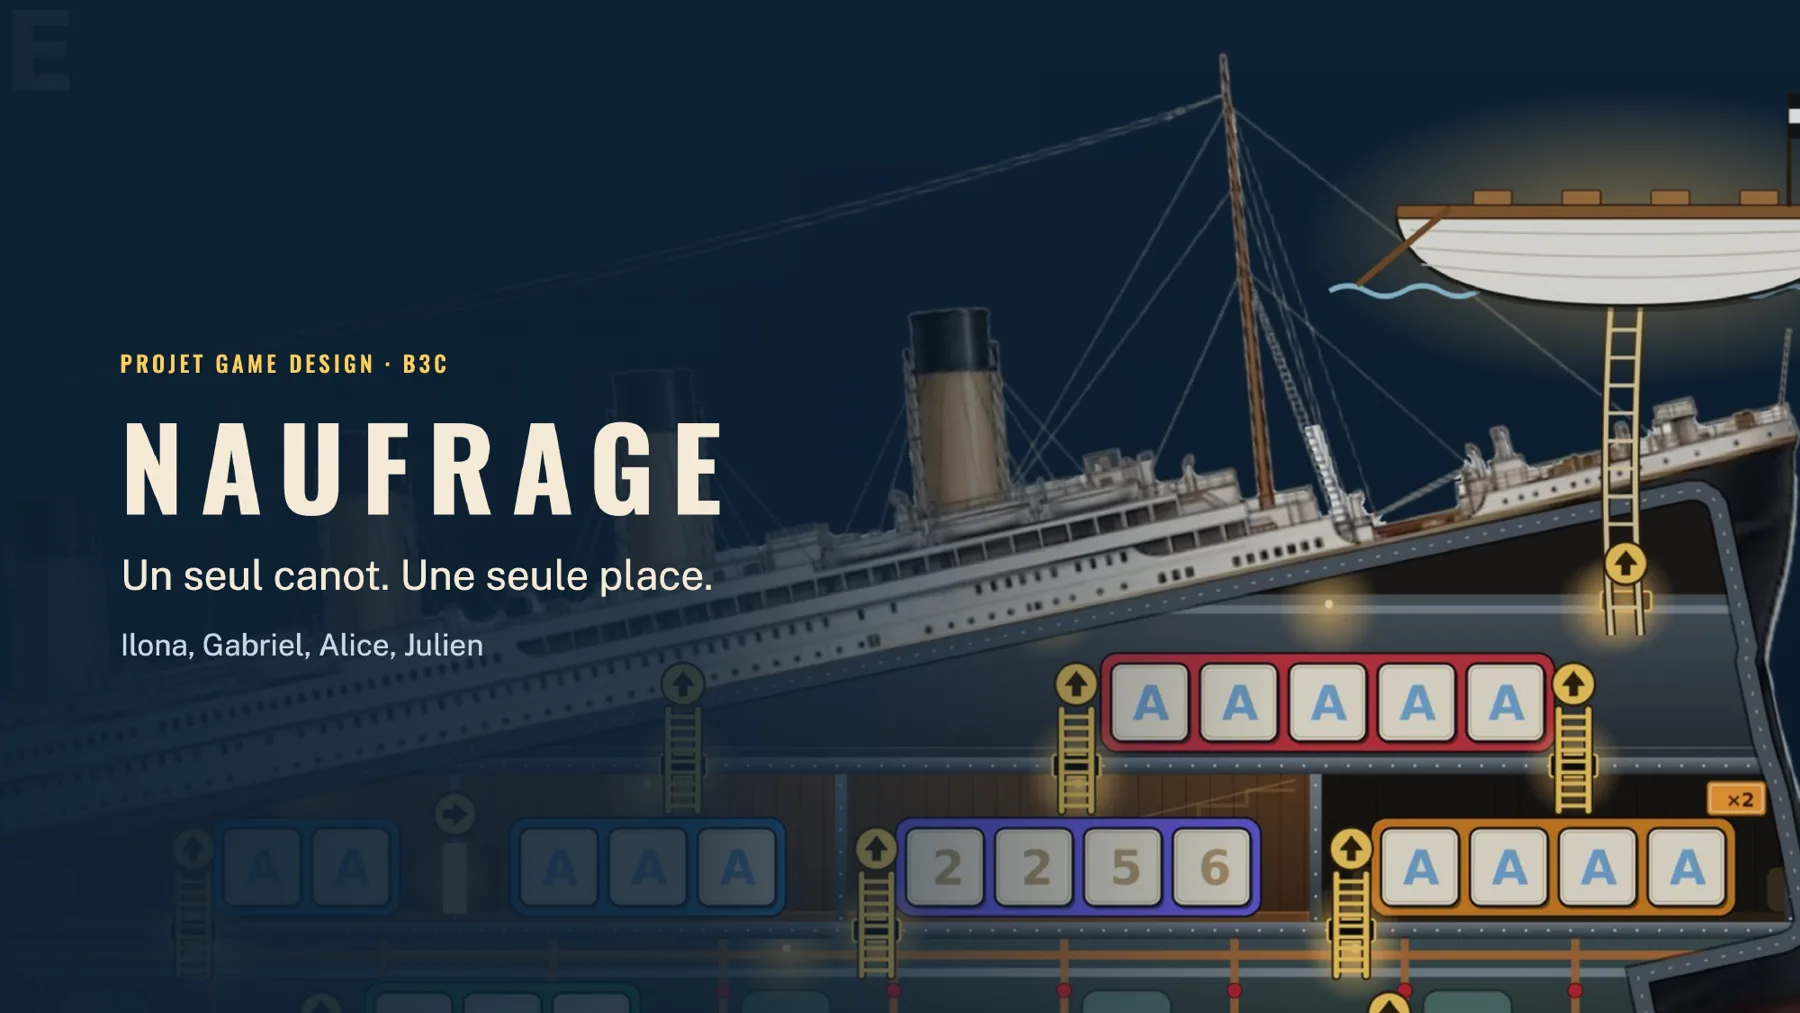 E
PROJET GAME DESIGN · B3C
NAUFRAGE
Un seul canot. Une seule place.
Ilona, Gabriel, Alice, Julien
A A A A A
×2
A A A A A 2 2 5 6 A A A A